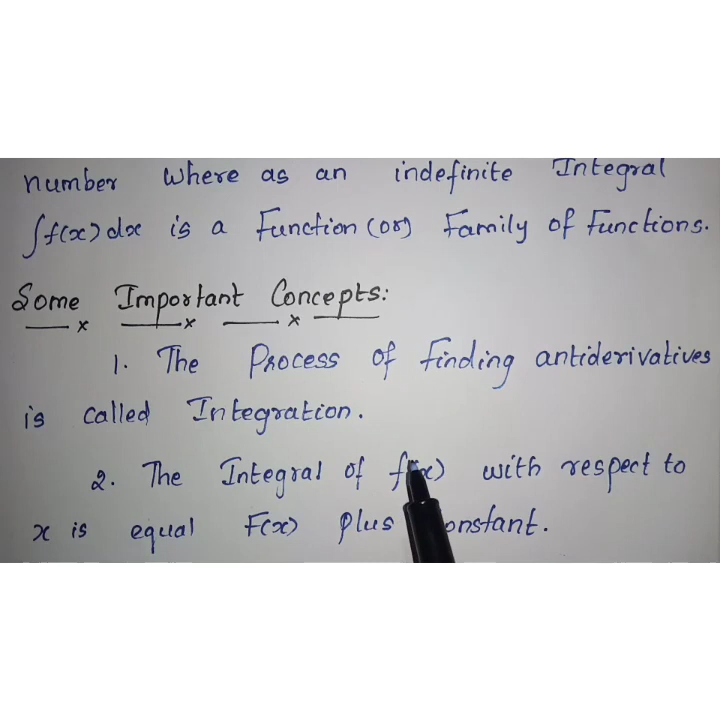 number where as an indefinite Integral
∫f(x)dx is a Function (or) Family of Functions.
Some Important Concepts:
1. The Process of finding antiderivatives
is called Integration.
2. The Integral of f(x) with respect to
x is equal F(x) plus constant.